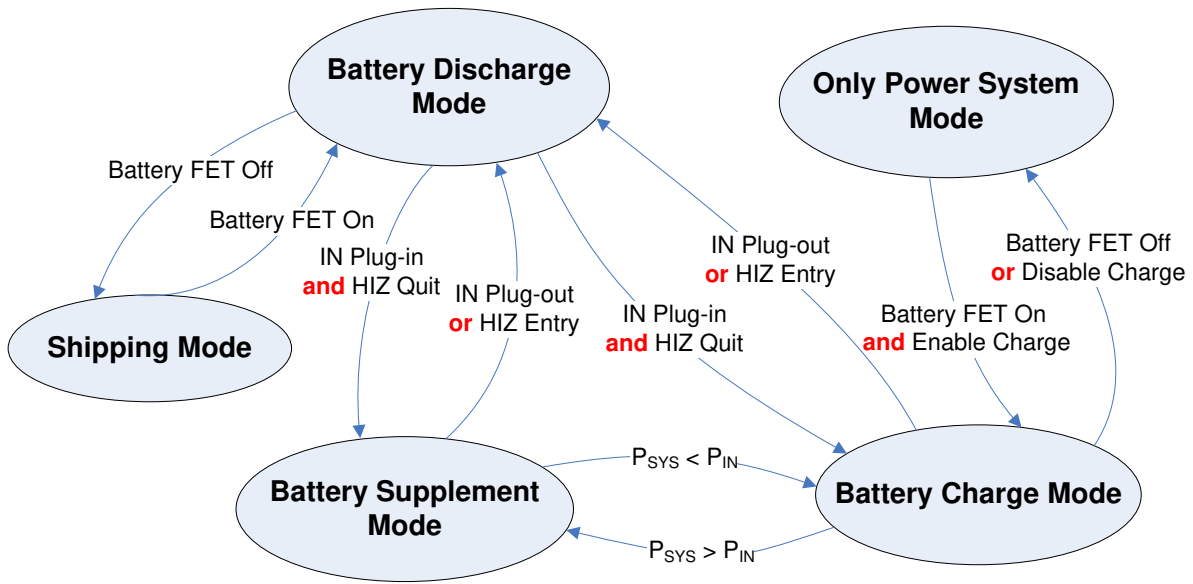 Battery Discharge
Mode
Only Power System
Mode
Battery FET Off
Battery FET On
IN Plug-in
and HIZ Quit
IN Plug-out
or HIZ Entry
IN Plug-in
and HIZ Quit
IN Plug-out
or HIZ Entry
Battery FET On
and Enable Charge
Battery FET Off
or Disable Charge
Shipping Mode
Battery Supplement
Mode
PSYS < PIN
PSYS > PIN
Battery Charge Mode